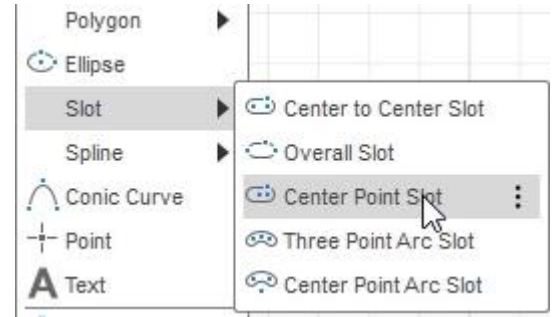 Polygon
Ellipse
Slot
Spline
Conic Curve
Point
Text
Center to Center Slot
Overall Slot
Center Point Slot
Three Point Arc Slot
Center Point Arc Slot